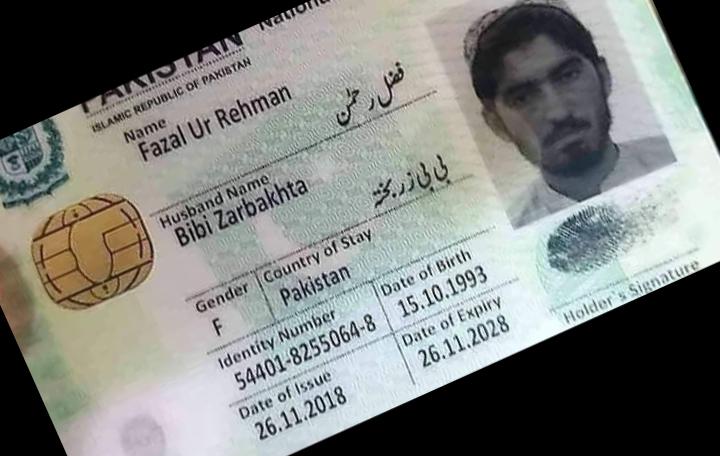 PAKISTAN National
ISLAMIC REPUBLIC OF PAKISTAN
Name
Fazal Ur Rehman
فضل رحمٰن
Husband Name
Bibi Zarbakhta
بی بی زربختہ
Gender Country of Stay
F Pakistan
Identity Number Date of Birth
54401-8255064-8 15.10.1993
Date of Issue Date of Expiry
26.11.2018 26.11.2028
Holder's Signature